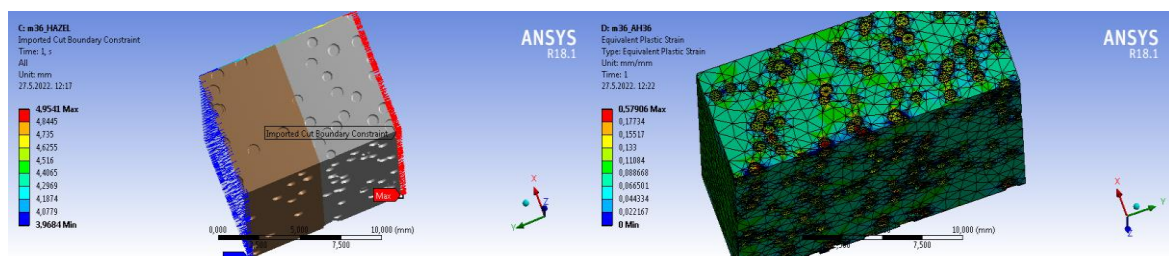 C: m36_HAZEL
Imported Cut Boundary Constraint
Time: 1, s
All
Unit: mm
27.5.2022. 12:17
4,9541 Max
4,8445
4,735
4,6255
4,516
4,4065
4,2969
4,1874
4,0779
3,9684 Min
ANSYS
R18.1
Imported Cut Boundary Constraint
Max
0,000 5,000 10,000 (mm)
2,500 7,500
X
Y
Z
D: m36_AH36
Equivalent Plastic Strain
Type: Equivalent Plastic Strain
Unit: mm/mm
Time: 1
27.5.2022. 12:22
0,57906 Max
0,17734
0,15517
0,133
0,11084
0,088668
0,066501
0,044334
0,022167
0 Min
ANSYS
R18.1
10,000 (mm)
7,500
X
Y
Z